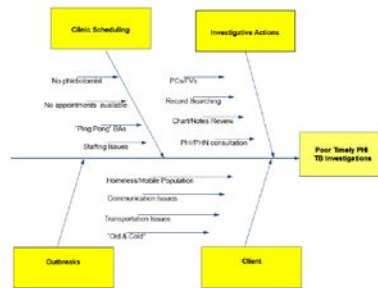 Clinic Scheduling
Investigative Actions
No phlebotomist
No appointments available
"Ping Pong" BAs
Staffing Issues
PCs/FVs
Record Searching
Chart/Notes Review
PHI/PHN consultation
Poor Timely PHI
TB Investigations
Homeless/Mobile Population
Communication Issues
Transportation Issues
"Old & Cold"
Outbreaks
Client